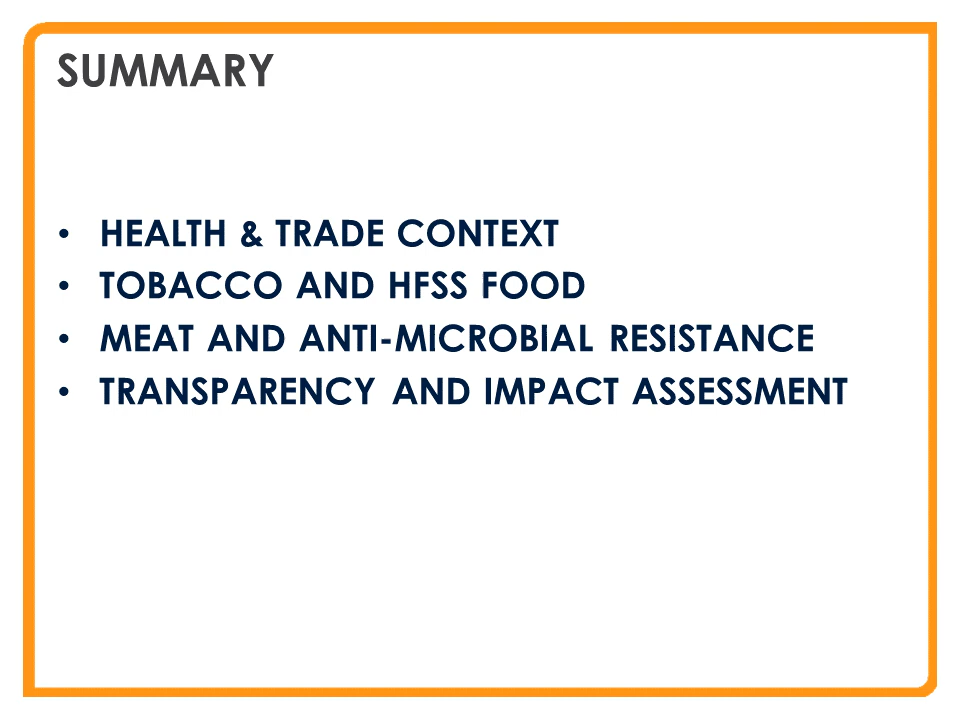 SUMMARY
• HEALTH & TRADE CONTEXT
• TOBACCO AND HFSS FOOD
• MEAT AND ANTI-MICROBIAL RESISTANCE
• TRANSPARENCY AND IMPACT ASSESSMENT